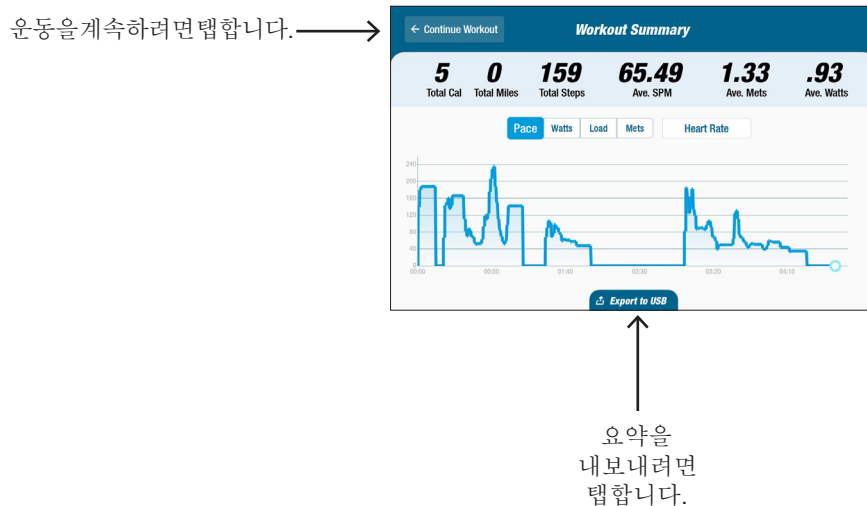 운동을계속하려면탭합니다.
← Continue Workout
Workout Summary
5 0 159 65.49 1.33 .93
Total Cal Total Miles Total Steps Ave. SPM Ave. Mets Ave. Watts
Pace Watts Load Mets Heart Rate
240
200
160
120
80
40
0
00:00 00:50 01:40 02:30 03:20 04:10
Export to USB
요약을
내보내려면
탭합니다.